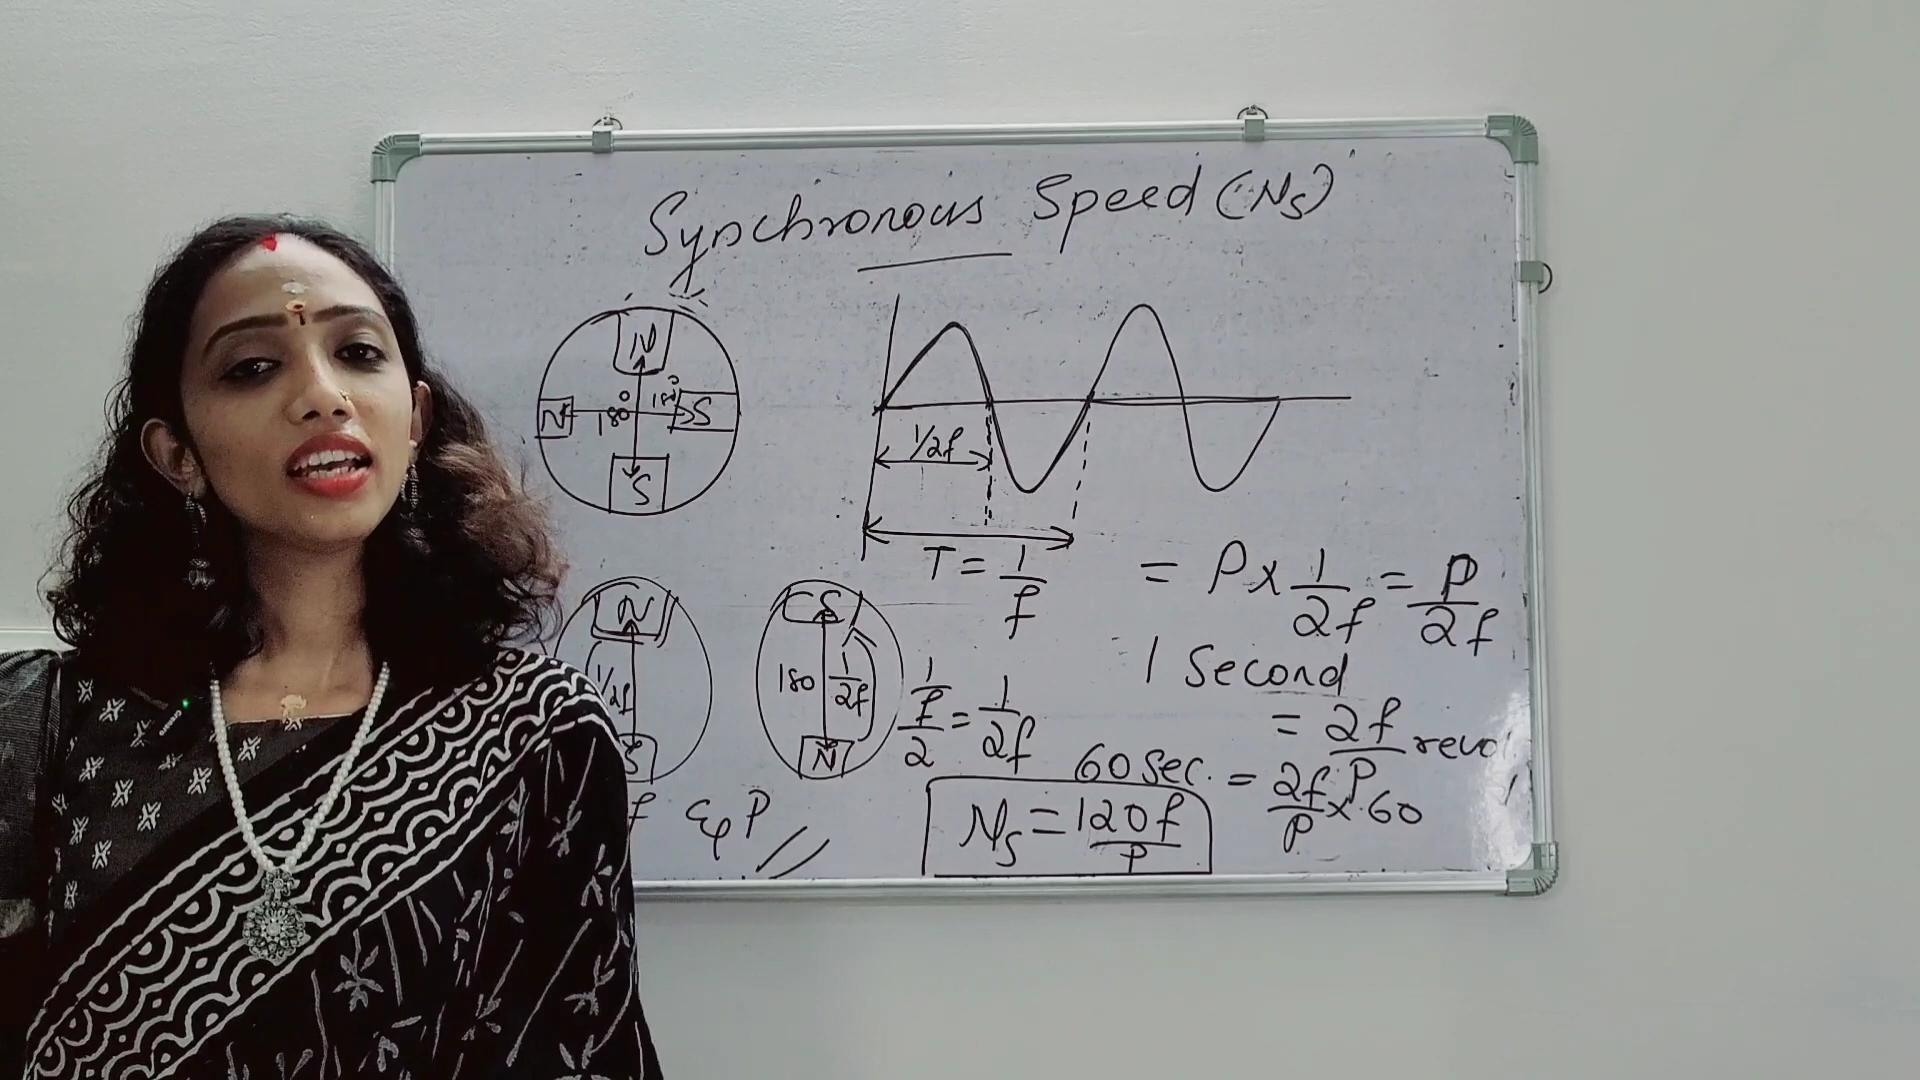 Synchronous Speed (Ns)
N
180°
N 180° S
S
1/2f
T = 1/f
= P × 1/2f = P/2f
N
1/2f
S
S
180 1/2f
N
1/f/2 = 1/2f
1 Second
= 2f/P revo
60 sec. = 2f/P × 60
P
f & P
Ns = 120f/P